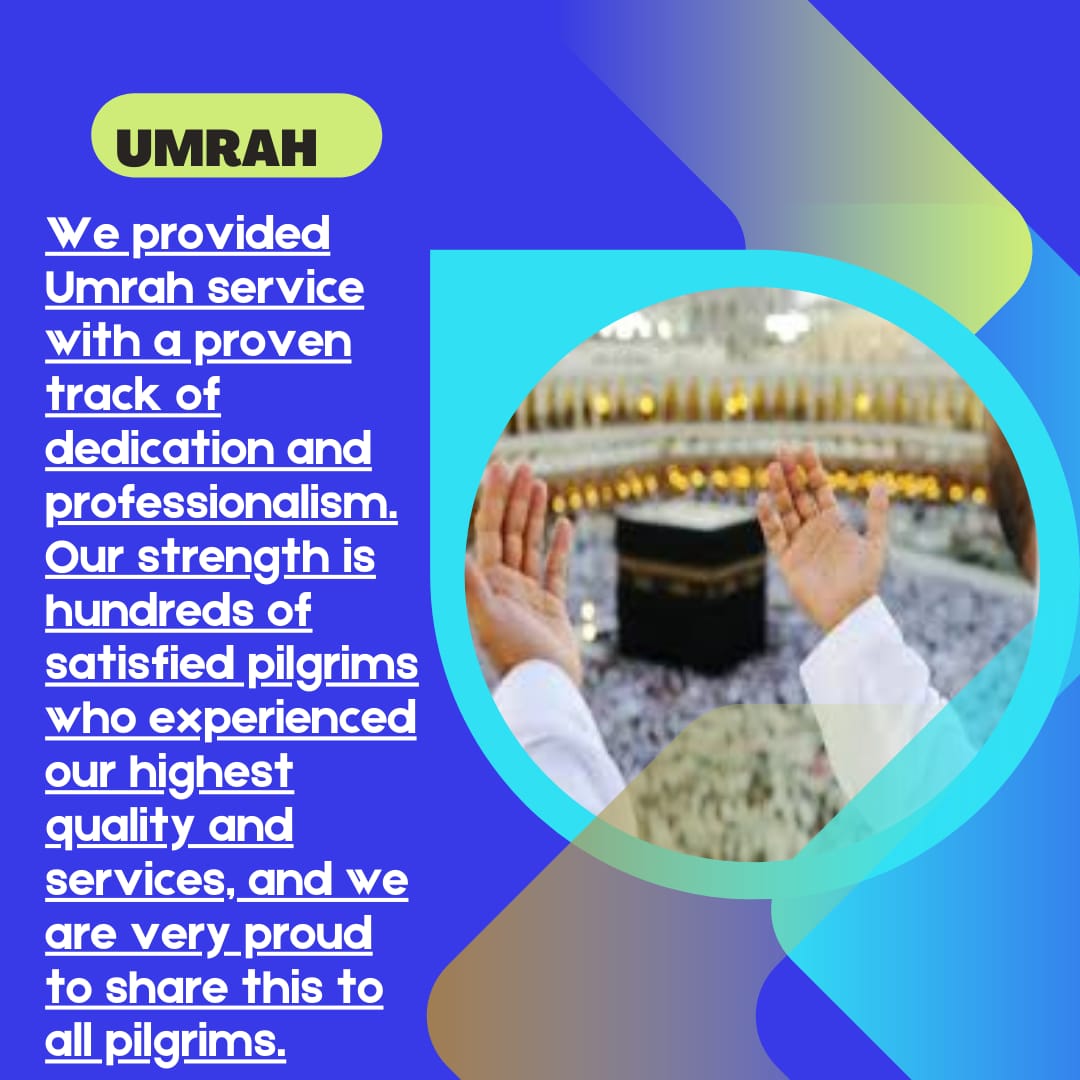 UMRAH
We provided
Umrah service
with a proven
track of
dedication and
professionalism.
Our strength is
hundreds of
satisfied pilgrims
who experienced
our highest
quality and
services, and we
are very proud
to share this to
all pilgrims.